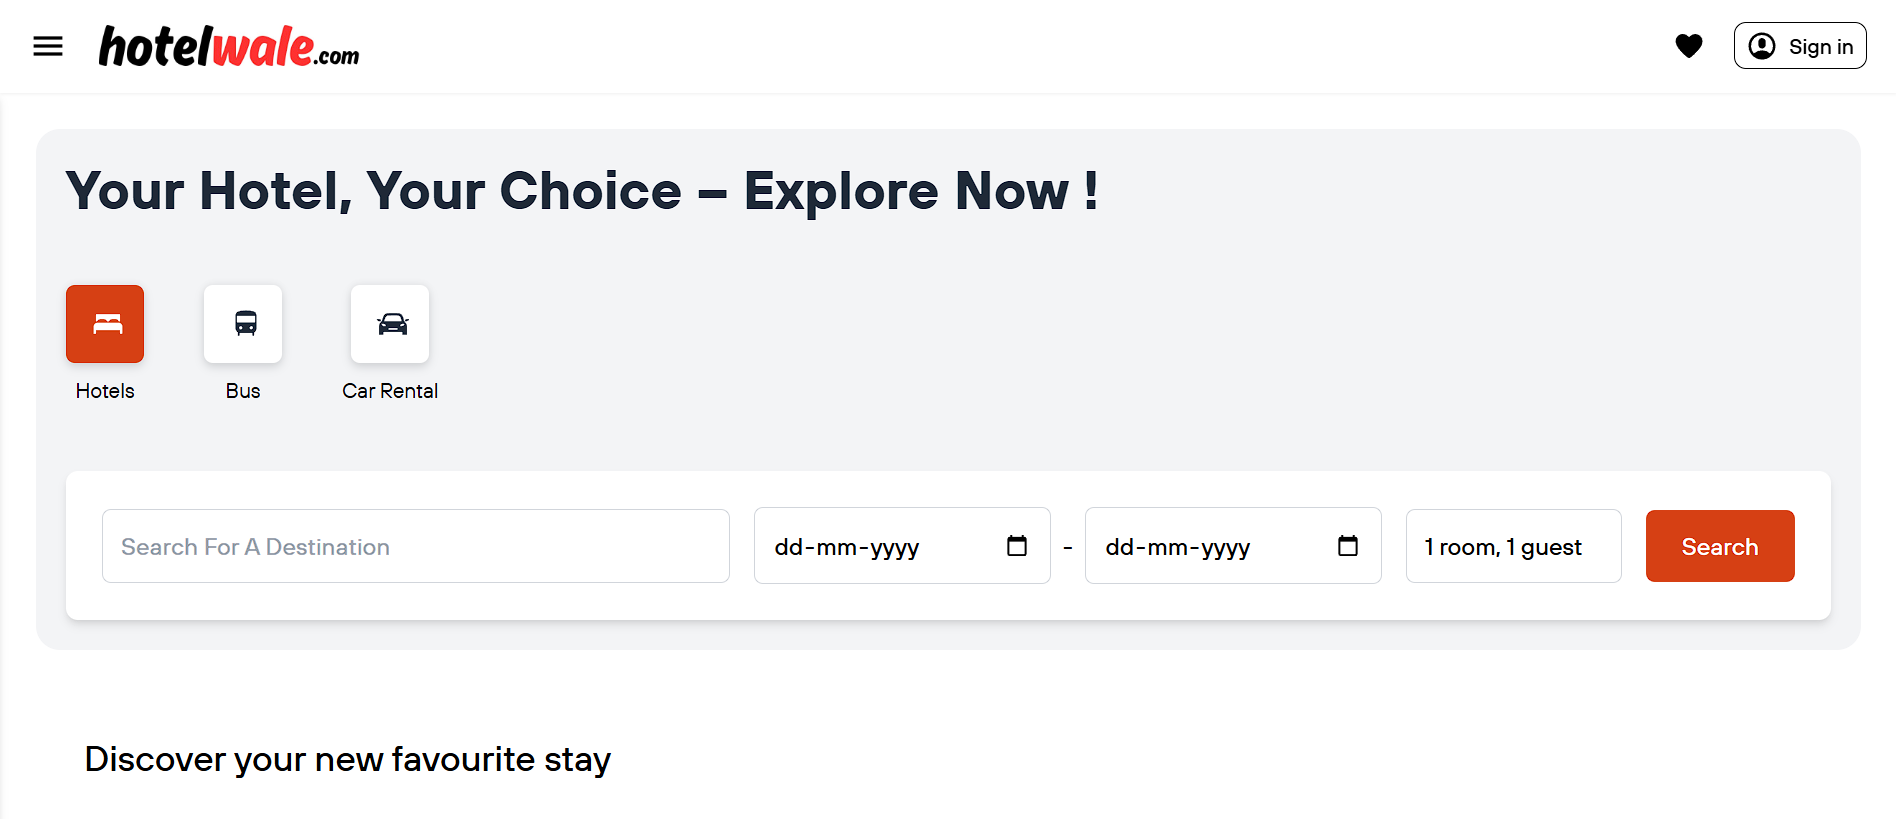 hotelwale.com
Sign in
Your Hotel, Your Choice – Explore Now !
Hotels
Bus
Car Rental
Search For A Destination
dd-mm-yyyy
-
dd-mm-yyyy
1 room, 1 guest
Search
Discover your new favourite stay